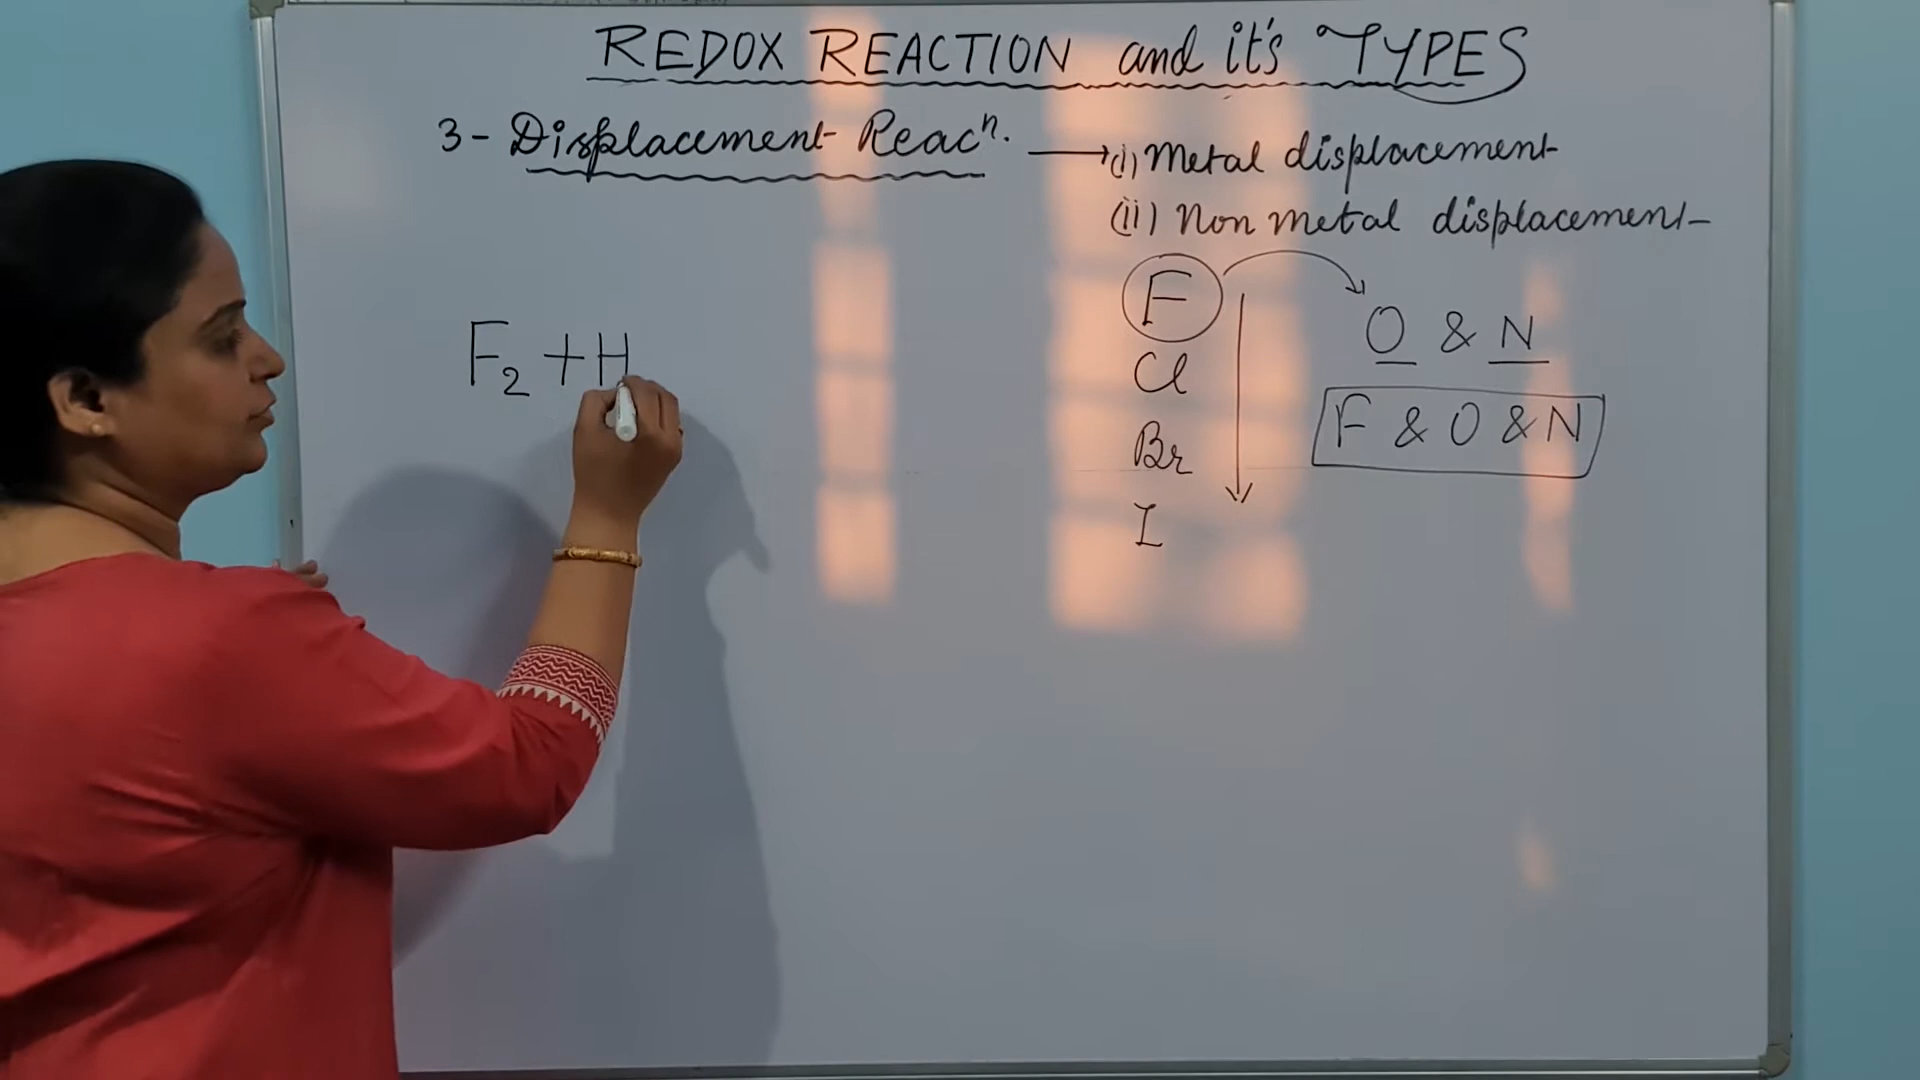 REDOX REACTION and it's TYPES
3- Displacement Reacⁿ. → (i) Metal displacement
(ii) Non metal displacement
F
O & N
F₂ + H
Cl
F & O & N
Br
I